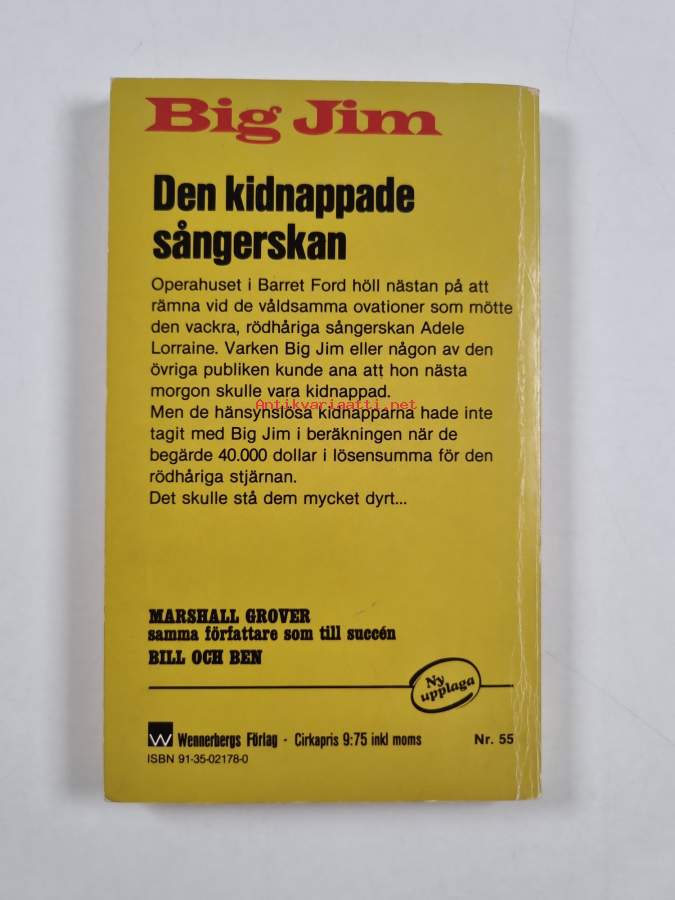 Big Jim
Den kidnappade
sångerskan
Operahuset i Barret Ford höll nästan på att
rämna vid de våldsamma ovationer som mötte
den vackra, rödhåriga sångerskan Adele
Lorraine. Varken Big Jim eller någon av den
övriga publiken kunde ana att hon nästa
morgon skulle vara kidnappad.
Antikvariaatti.net
Men de hänsynslösa kidnapparna hade inte
tagit med Big Jim i beräkningen när de
begärde 40.000 dollar i lösensumma för den
rödhåriga stjärnan.
Det skulle stå dem mycket dyrt...
MARSHALL GROVER
samma författare som till succén
BILL OCH BEN
Ny
upplaga
W Wennerbergs Förlag - Cirkapris 9:75 inkl moms Nr. 55
ISBN 91-35-02178-0